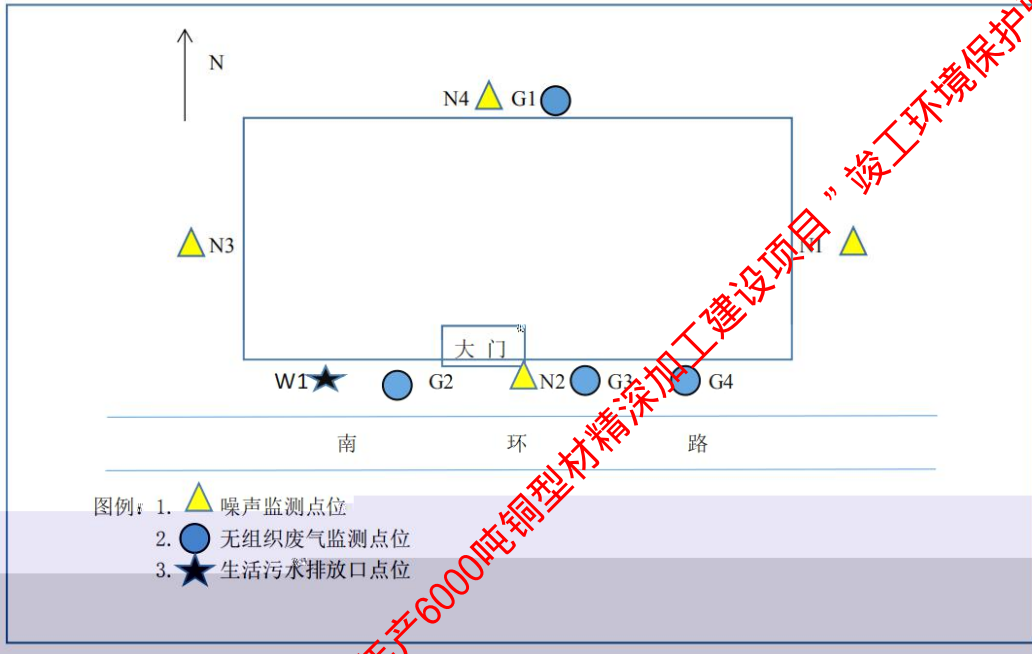 N
N4 G1
N3
N1
大 门
W1 G2 N2 G3 G4
南 环 路
图例: 1. 噪声监测点位
2. 无组织废气监测点位
3. 生活污水排放口点位
产6000吨铜型材精深加工建设项目”竣工环境保护